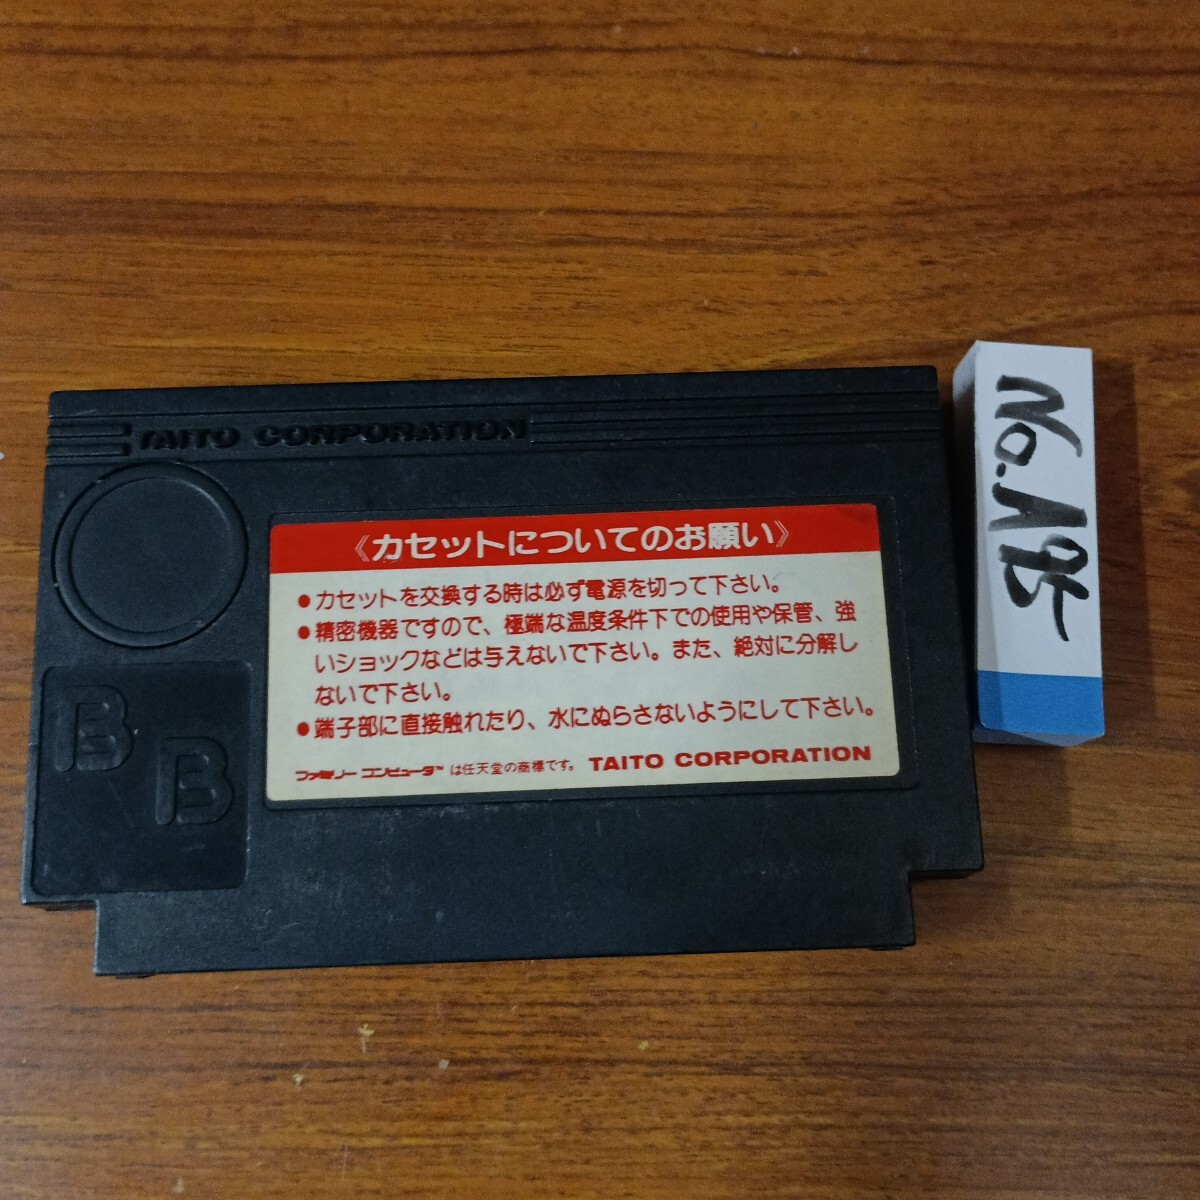 TAITO CORPORATION
《カセットについてのお願い》
●カセットを交換する時は必ず電源を切って下さい。
●精密機器ですので、極端な温度条件下での使用や保管、強
いショックなどは与えないで下さい。また、絶対に分解し
ないで下さい。
●端子部に直接触れたり、水にぬらさないようにして下さい。
ファミリーコンピュータ™は任天堂の商標です。 TAITO CORPORATION
B
B
No.195